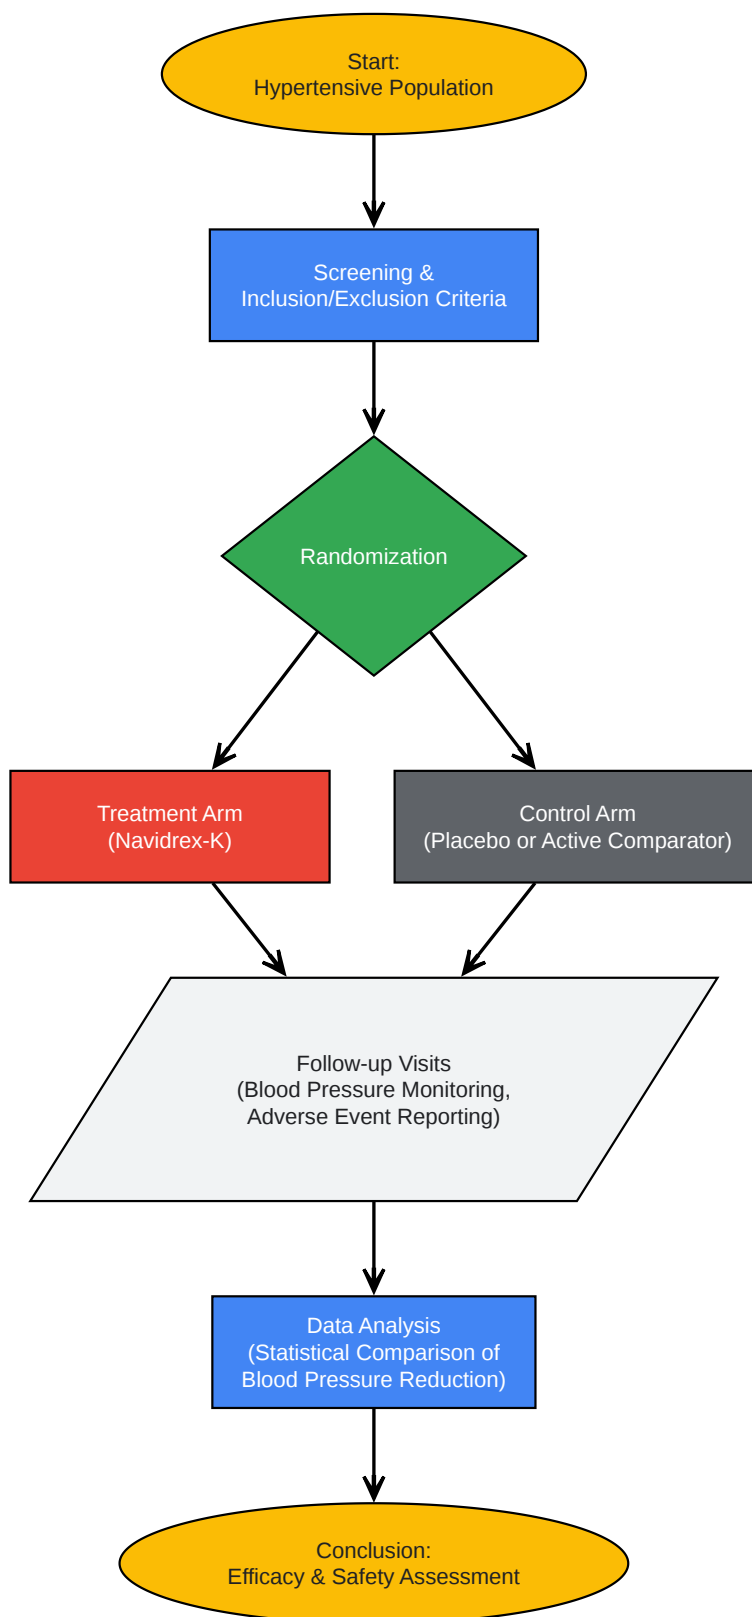 Start:
Hypertensive Population
Screening &
Inclusion/Exclusion Criteria
Randomization
Treatment Arm
(Navidrex-K)
Control Arm
(Placebo or Active Comparator)
Follow-up Visits
(Blood Pressure Monitoring,
Adverse Event Reporting)
Data Analysis
(Statistical Comparison of
Blood Pressure Reduction)
Conclusion:
Efficacy & Safety Assessment